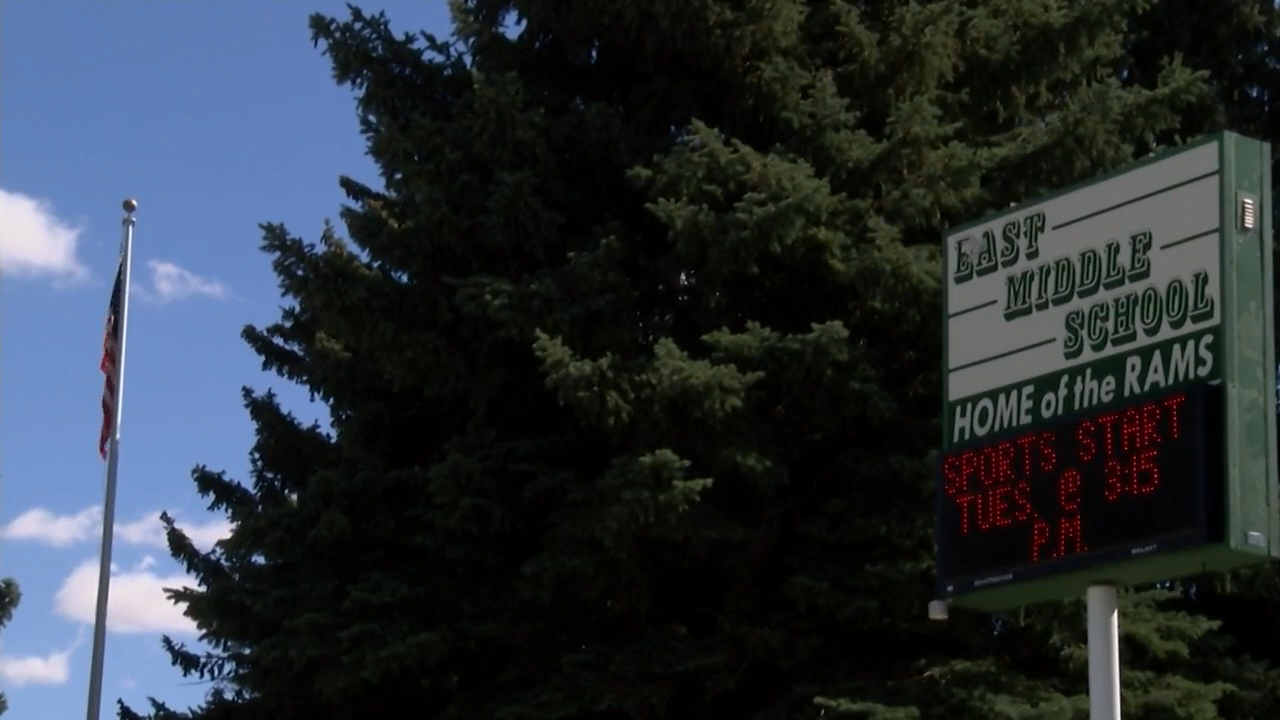 EAST
MIDDLE
SCHOOL
HOME of the RAMS
SPORTS START
TUES. @ 3:15
P.M.